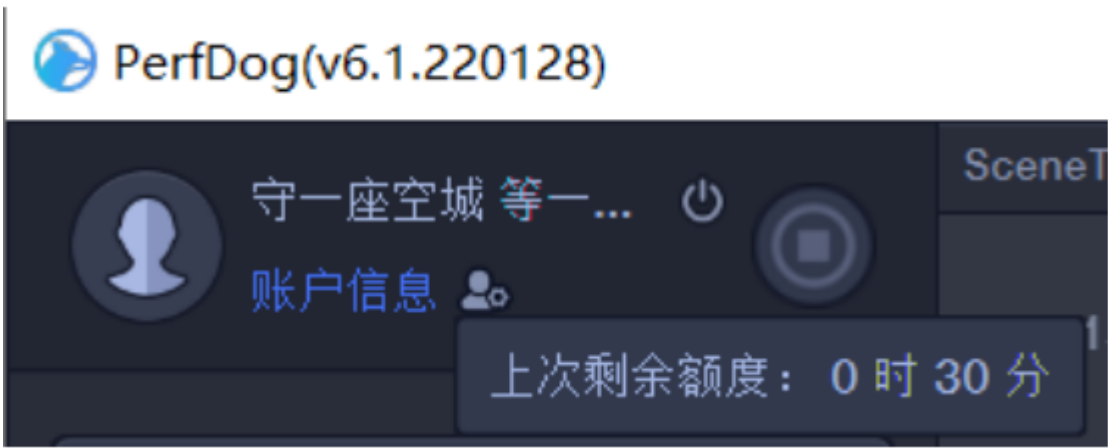 PerfDog(v6.1.220128)
守一座空城 等一...
SceneT
账户信息
上次剩余额度：0 时 30 分